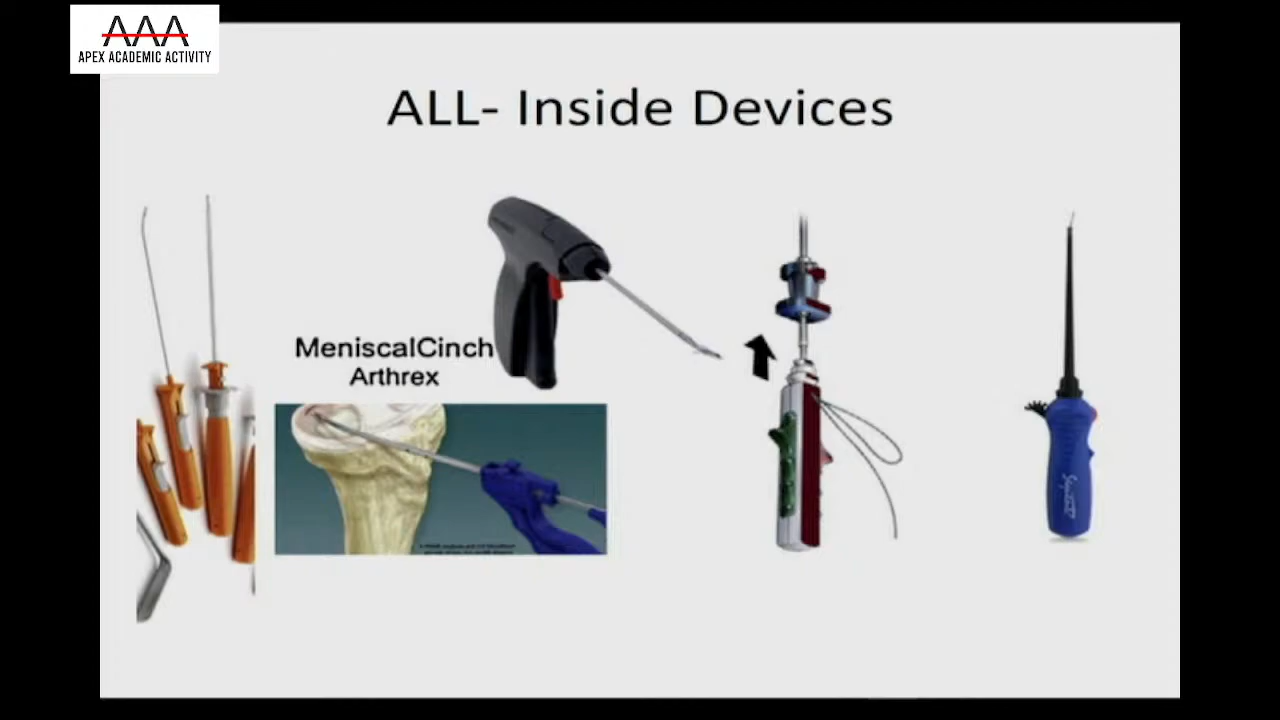 AAA
APEX ACADEMIC ACTIVITY
ALL- Inside Devices
MeniscalCinch
Arthrex